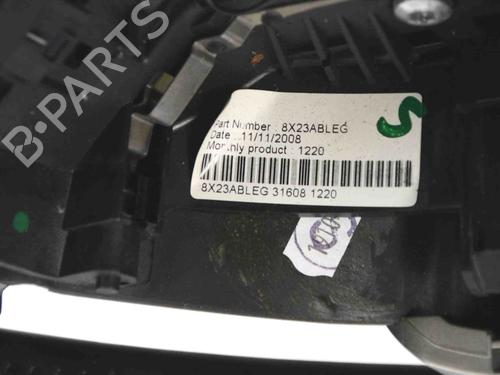 B-PARTS
Part Number : 8X23ABLEG
Date : 11/11/2008
Monthly product : 1220
8X23ABLEG 31608 1220
S